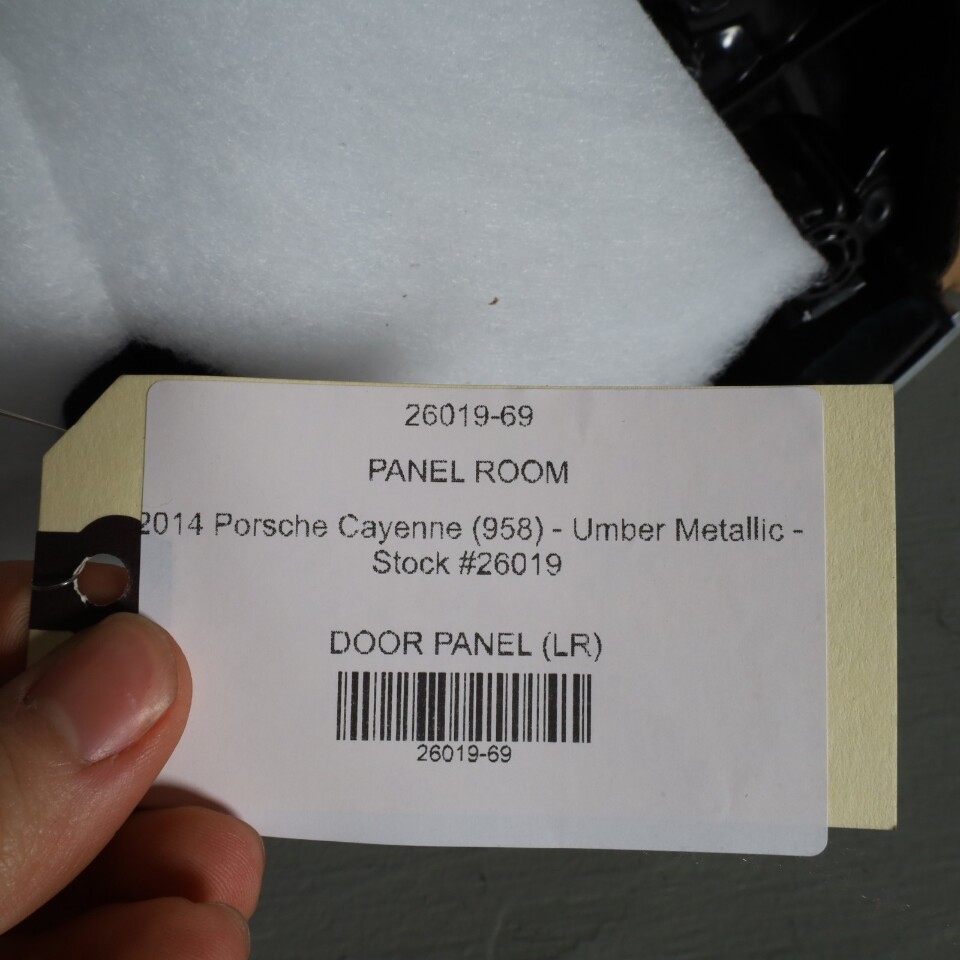 26019-69
PANEL ROOM
2014 Porsche Cayenne (958) - Umber Metallic -
Stock #26019
DOOR PANEL (LR)
26019-69